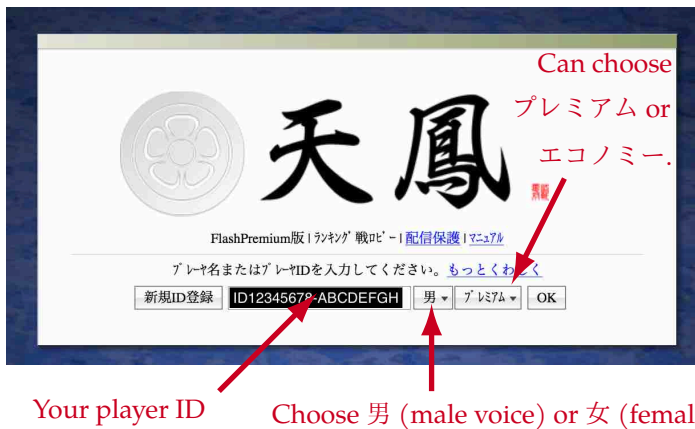 Can choose
プレミアム or
エコノミー.
天鳳
FlashPremium版 | ﾗﾝｷﾝｸﾞ戦ﾛﾋﾞｰ | 配信保護 | ﾏﾆｭｱﾙ
ﾌﾟﾚｰﾔ名またはﾌﾟﾚｰﾔIDを入力してください。もっとくわしく
新規ID登録 ID12345678-ABCDEFGH 男 ▾ ﾌﾟﾚﾐｱﾑ ▾ OK
Your player ID
Choose 男 (male voice) or 女 (femal